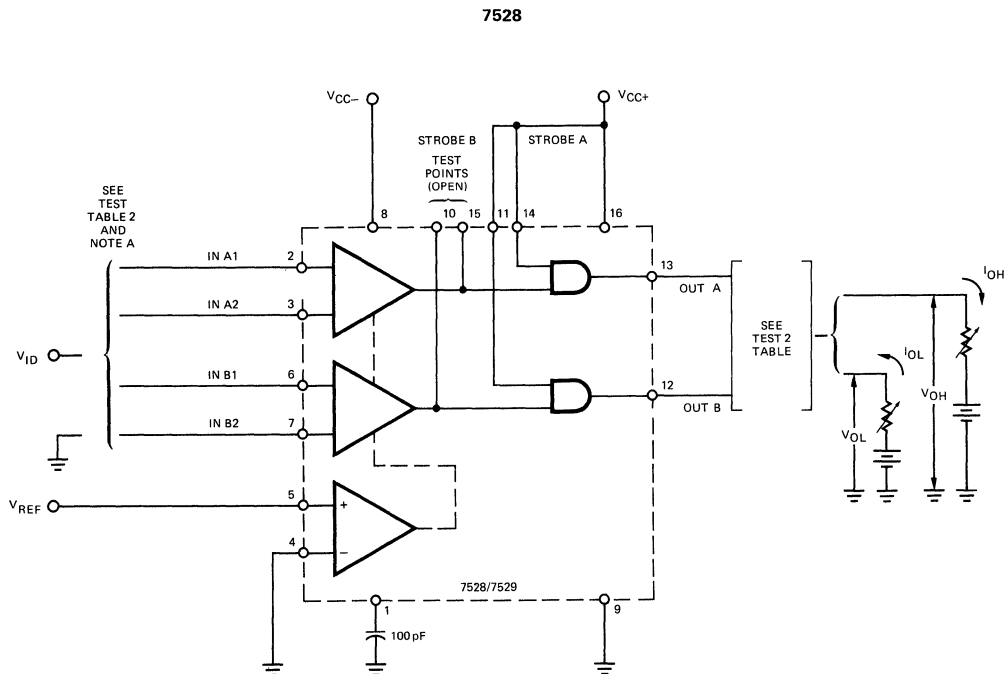 7528
VCC−
VCC+
STROBE B
STROBE A
TEST
POINTS
(OPEN)
SEE
TEST
TABLE 2
AND
NOTE A
8
10
15
11
14
16
IN A1
2
IN A2
3
VID
IN B1
6
IN B2
7
VREF
5
+
4
−
13
OUT A
12
OUT B
SEE
TEST 2
TABLE
IOH
IOL
VOH
VOL
7528/7529
1
9
100 pF